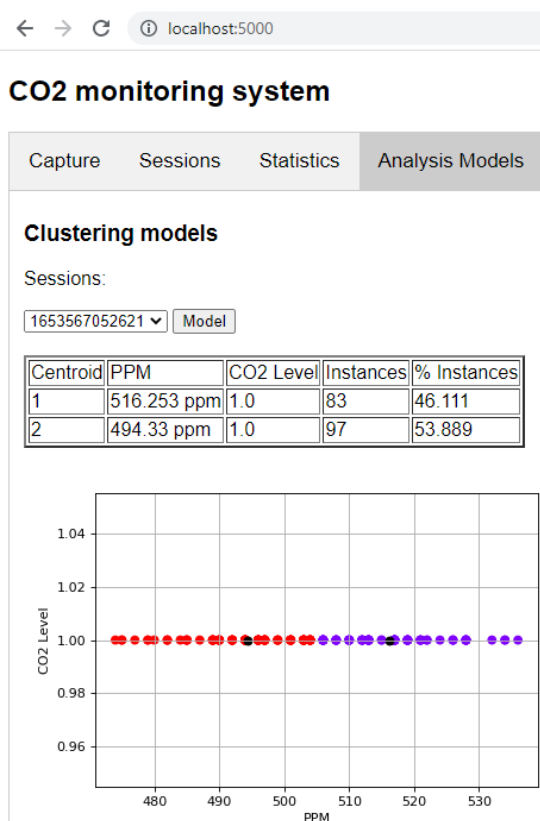 localhost:5000
CO2 monitoring system
Capture Sessions Statistics Analysis Models
Clustering models
Sessions:
1653567052621 Model
Centroid PPM CO2 Level Instances % Instances
1 516.253 ppm 1.0 83 46.111
2 494.33 ppm 1.0 97 53.889
1.04
1.02
1.00
0.98
0.96
CO2 Level
480 490 500 510 520 530
PPM